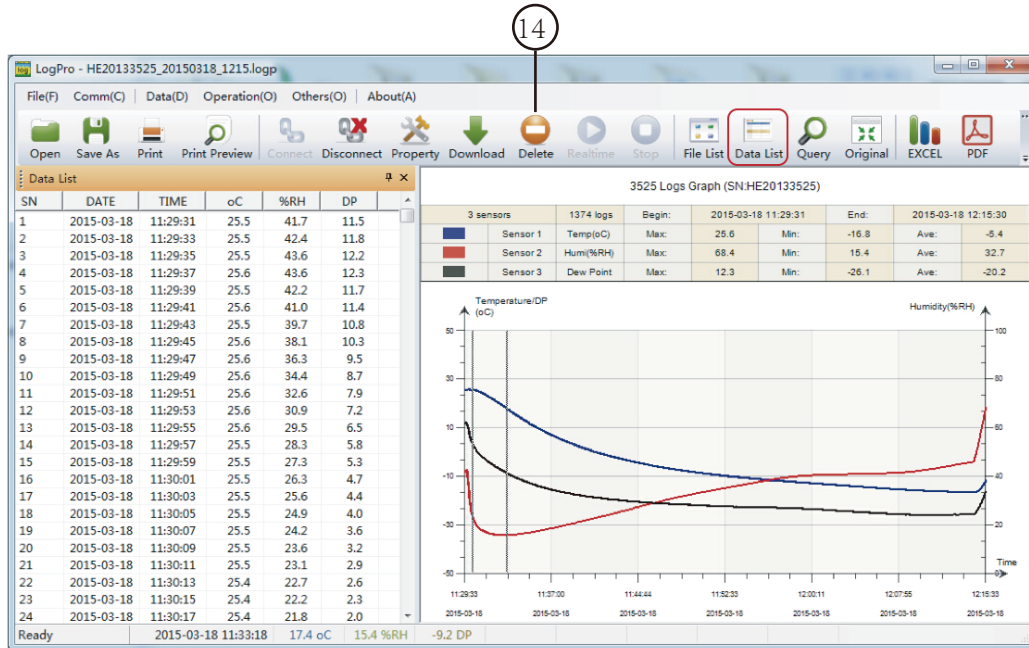 14
LogPro - HE20133525_20150318_1215.logp
File(F) Comm(C) Data(D) Operation(O) Others(O) About(A)
Open Save As Print Print Preview Connect Disconnect Property Download Delete Realtime Stop File List Data List Query Original EXCEL PDF
Data List
SN DATE TIME oC %RH DP
1 2015-03-18 11:29:31 25.5 41.7 11.5
2 2015-03-18 11:29:33 25.5 42.4 11.8
3 2015-03-18 11:29:35 25.5 43.6 12.2
4 2015-03-18 11:29:37 25.6 43.6 12.3
5 2015-03-18 11:29:39 25.5 42.2 11.7
6 2015-03-18 11:29:41 25.6 41.0 11.4
7 2015-03-18 11:29:43 25.5 39.7 10.8
8 2015-03-18 11:29:45 25.6 38.1 10.3
9 2015-03-18 11:29:47 25.6 36.3 9.5
10 2015-03-18 11:29:49 25.6 34.4 8.7
11 2015-03-18 11:29:51 25.6 32.6 7.9
12 2015-03-18 11:29:53 25.6 30.9 7.2
13 2015-03-18 11:29:55 25.6 29.5 6.5
14 2015-03-18 11:29:57 25.5 28.3 5.8
15 2015-03-18 11:29:59 25.5 27.3 5.3
16 2015-03-18 11:30:01 25.5 26.3 4.7
17 2015-03-18 11:30:03 25.5 25.6 4.4
18 2015-03-18 11:30:05 25.5 24.9 4.0
19 2015-03-18 11:30:07 25.5 24.2 3.6
20 2015-03-18 11:30:09 25.5 23.6 3.2
21 2015-03-18 11:30:11 25.5 23.1 2.9
22 2015-03-18 11:30:13 25.4 22.7 2.6
23 2015-03-18 11:30:15 25.4 22.2 2.3
24 2015-03-18 11:30:17 25.4 21.8 2.0
3525 Logs Graph (SN:HE20133525)
3 sensors 1374 logs Begin: 2015-03-18 11:29:31 End: 2015-03-18 12:15:30
Sensor 1 Temp(oC) Max: 25.6 Min: -16.8 Ave: -5.4
Sensor 2 Humi(%RH) Max: 68.4 Min: 15.4 Ave: 32.7
Sensor 3 Dew Point Max: 12.3 Min: -26.1 Ave: -20.2
Temperature/DP
(oC)
Humidity(%RH)
50 100
30 80
10 60
-10 40
-30 20
Time
-50 0
11:29:33 11:37:00 11:44:44 11:52:33 12:00:11 12:07:55 12:15:33
2015-03-18 2015-03-18 2015-03-18 2015-03-18 2015-03-18 2015-03-18 2015-03-18
Ready 2015-03-18 11:33:18 17.4 oC 15.4 %RH -9.2 DP